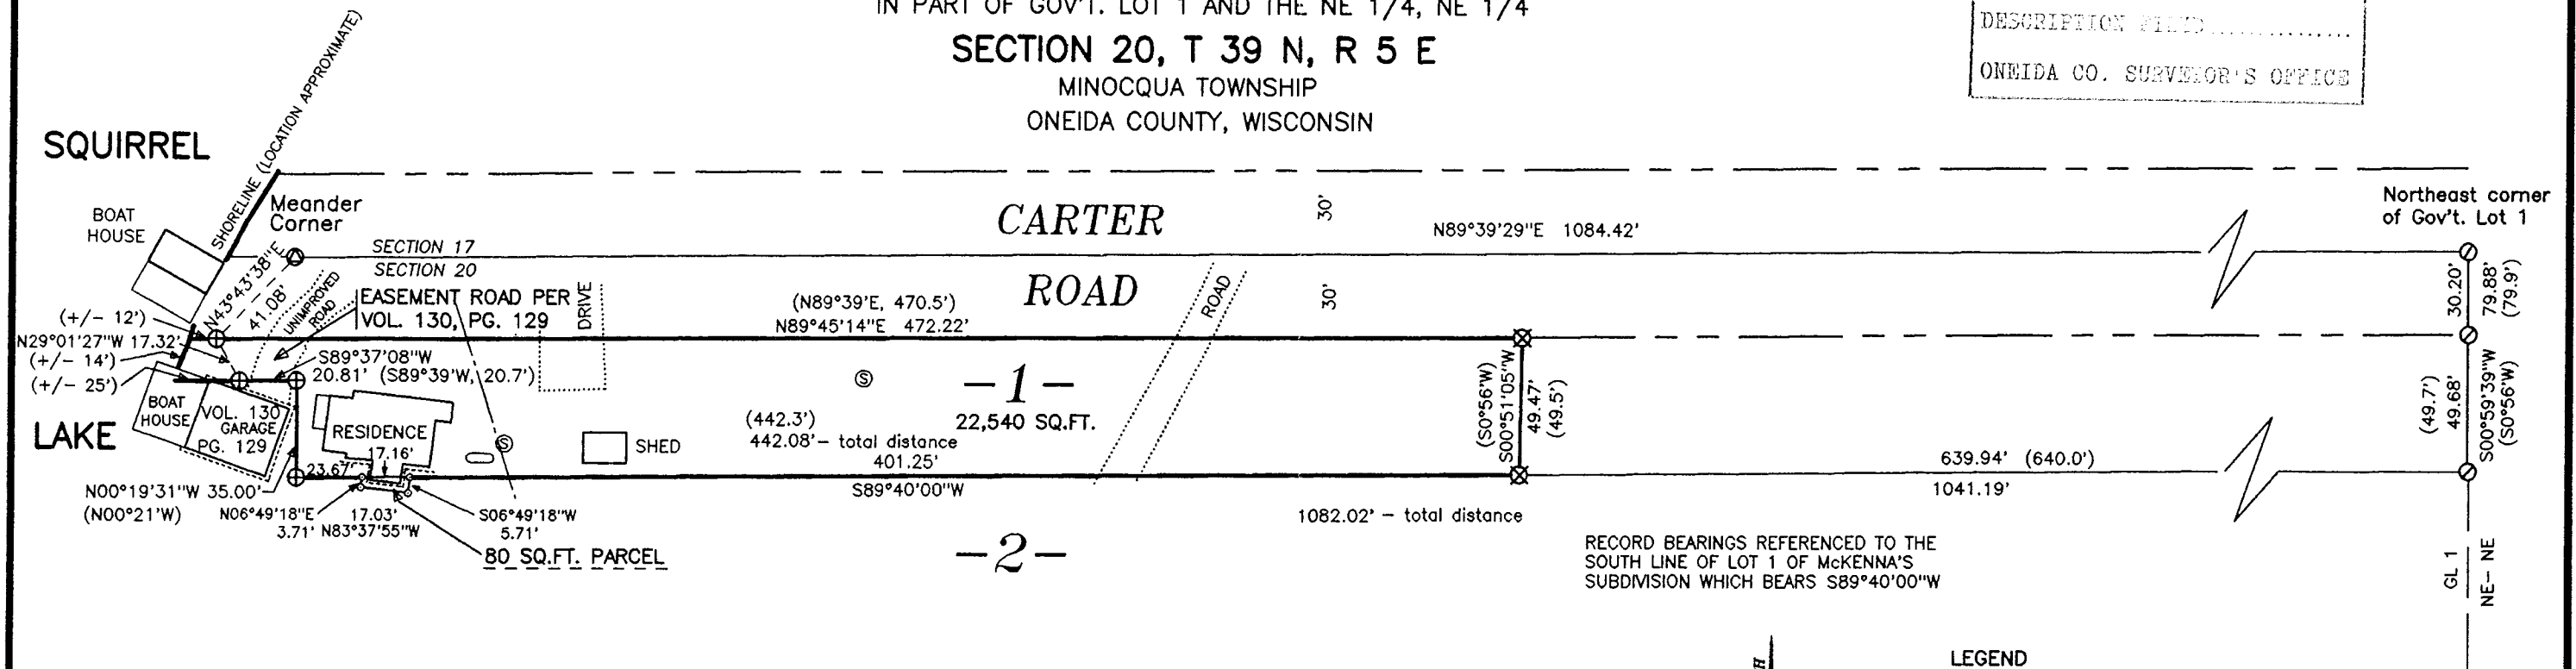 IN PART OF GOV'T. LOT 1 AND THE NE 1/4, NE 1/4
SECTION 20, T 39 N, R 5 E
MINOCQUA TOWNSHIP
ONEIDA COUNTY, WISCONSIN
DESCRIPTION
ONEIDA CO. SURVEYOR'S OFFICE
SQUIRREL
SHORELINE (LOCATION APPROXIMATE)
BOAT
HOUSE
Meander
Corner
SECTION 17
SECTION 20
CARTER
ROAD
30'
30'
N89°39'29"E 1084.42'
Northeast corner
of Gov't. Lot 1
30.20'
79.88'
(79.9')
N43°43'38"E
41.08'
UNIMPROVED
ROAD
EASEMENT ROAD PER
VOL. 130, PG. 129
DRIVE
(N89°39'E, 470.5')
N89°45'14"E 472.22'
ROAD
(+/- 12')
N29°01'27"W 17.32'
(+/- 14')
(+/- 25')
S89°37'08"W
20.81' (S89°39'W, 20.7')
BOAT
HOUSE
VOL. 130
GARAGE
PG. 129
LAKE
RESIDENCE
17.16'
23.67'
S
S
SHED
(442.3')
442.08'- total distance
401.25'
-1-
22,540 SQ.FT.
(S0°56'W)
S00°51'05"W
49.47'
(49.5')
(49.7')
49.68'
S00°59'39"W
(S0°56'W)
639.94' (640.0')
1041.19'
S89°40'00"W
1082.02' - total distance
N00°19'31"W 35.00'
(N00°21'W)
N06°49'18"E
3.71'
17.03'
N83°37'55"W
S06°49'18"W
5.71'
80 SQ.FT. PARCEL
-2-
RECORD BEARINGS REFERENCED TO THE
SOUTH LINE OF LOT 1 OF McKENNA'S
SUBDIVISION WHICH BEARS S89°40'00"W
GL 1
NE- NE
LEGEND